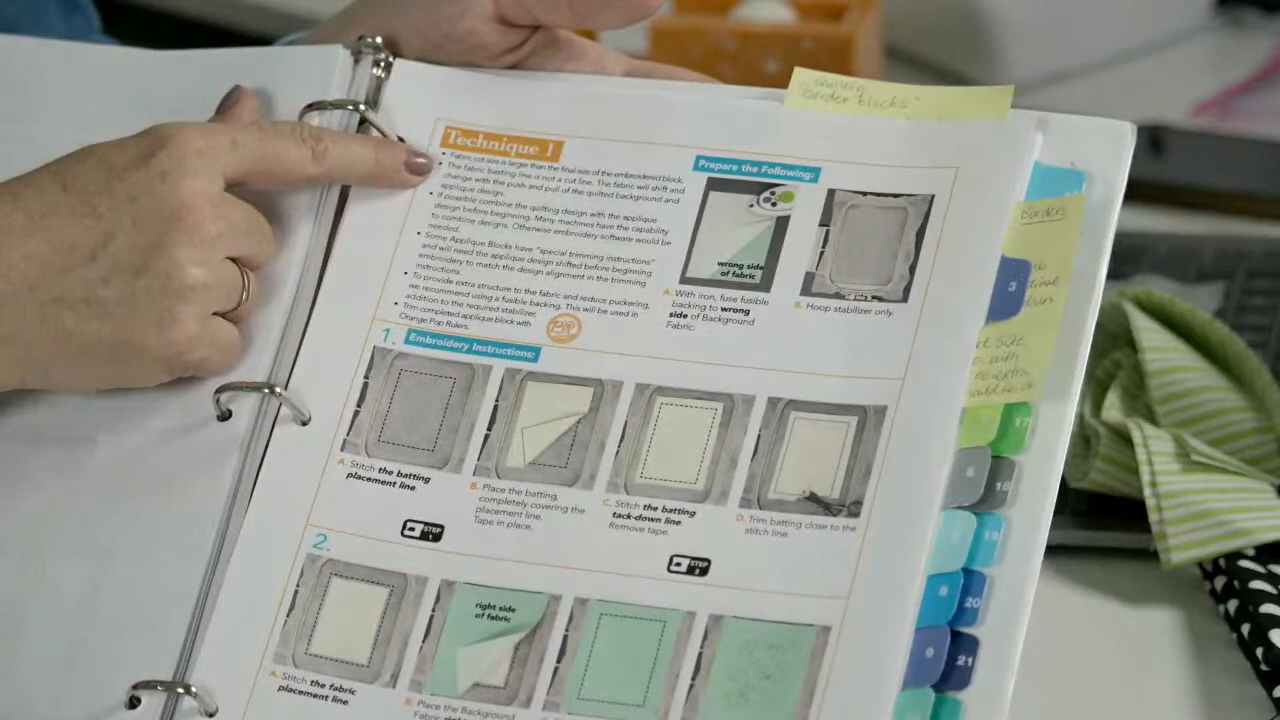 "border blocks"
Technique 1
• Fabric cut size is larger than the final size of the embroidered block.
• The fabric basting line is not a cut line. The fabric will shift and
change with the push and pull of the quilted background and
applique design.
• If possible combine the quilting design with the applique
design before beginning. Many machines have the capability
to combine designs. Otherwise embroidery software would be
needed.
• Some Applique Blocks have "special trimming instructions"
and will need the applique design shifted before beginning
embroidery to match the design alignment in the trimming
instructions.
• To provide extra structure to the fabric and reduce puckering,
we recommend using a fusible backing. This will be used in
addition to the required stabilizer.
• Trim completed applique block with
Orange Pop Rulers.
Pop
Prepare the Following:
wrong side
of fabric
A. With iron, fuse fusible
backing to wrong
side of Background
Fabric.
B. Hoop stabilizer only.
1. Embroidery Instructions:
A. Stitch the batting
placement line.
STEP
1
B. Place the batting,
completely covering the
placement line.
Tape in place.
C. Stitch the batting
tack-down line.
Remove tape.
STEP
2
D. Trim batting close to the
stitch line.
2.
A. Stitch the fabric
placement line.
right side
of fabric
B. Place the Background
Borders
3
17
6
18
19
8
20
9
21